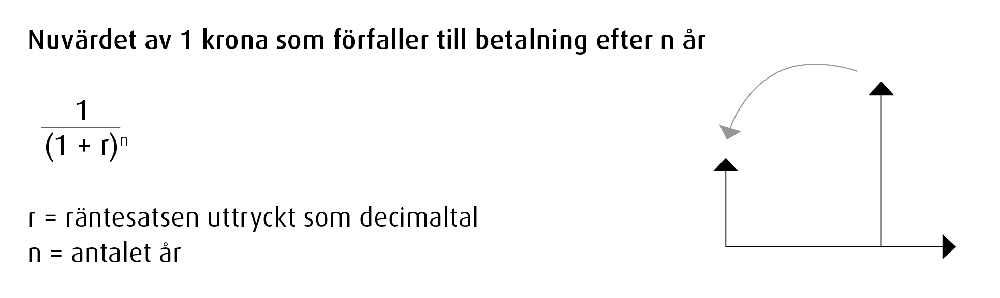 Nuvärdet av 1 krona som förfaller till betalning efter n år
1
(1 + r)ⁿ
r = räntesatsen uttryckt som decimaltal
n = antalet år